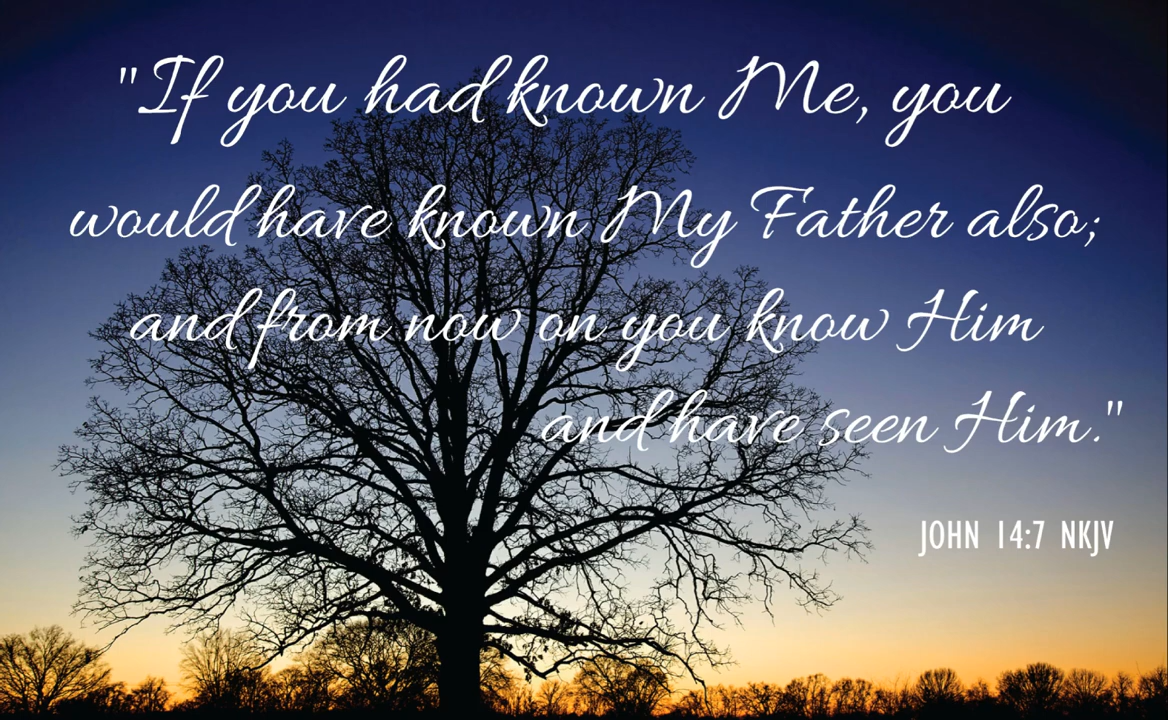 "If you had known Me, you
would have known My Father also;
and from now on you know Him
and have seen Him."
JOHN 14:7 NKJV